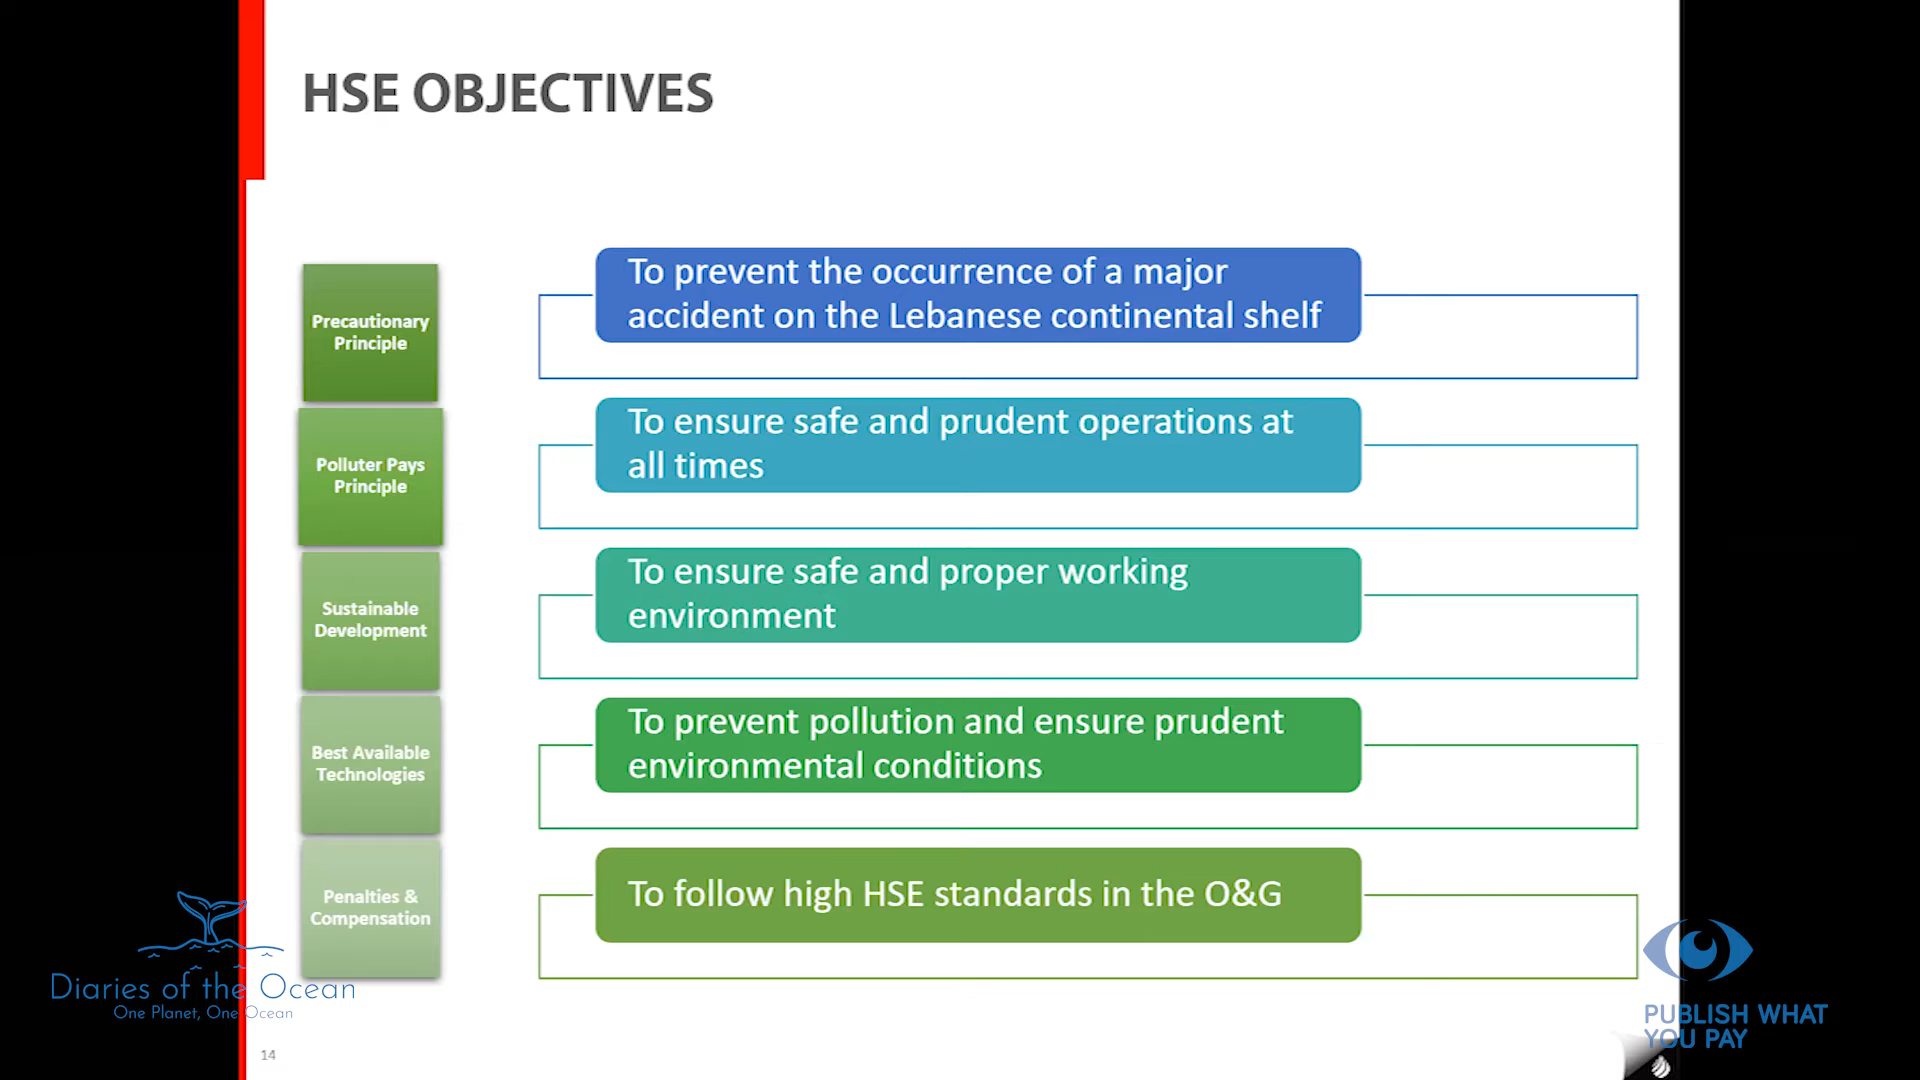 HSE OBJECTIVES
Precautionary
Principle
To prevent the occurrence of a major
accident on the Lebanese continental shelf
Polluter Pays
Principle
To ensure safe and prudent operations at
all times
Sustainable
Development
To ensure safe and proper working
environment
Best Available
Technologies
To prevent pollution and ensure prudent
environmental conditions
Penalties &
Compensation
To follow high HSE standards in the O&G
Diaries of the Ocean
One Planet, One Ocean
PUBLISH WHAT
YOU PAY
14